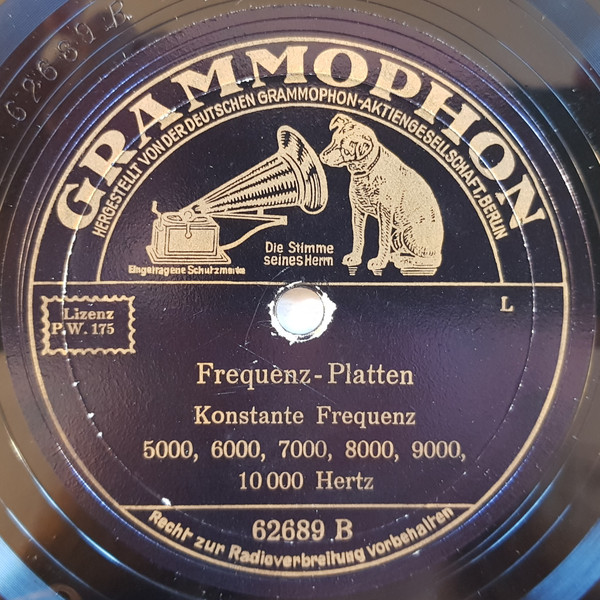 62689 B
GRAMMOPHON
HERGESTELLT VON DER DEUTSCHEN GRAMMOPHON-AKTIENGESELLSCHAFT, BERLIN
Die Stimme
seines Herrn
Eingetragene Schutzmarke
L
Lizenz
P.W. 175
Frequenz-Platten
Konstante Frequenz
5000, 6000, 7000, 8000, 9000,
10 000 Hertz
62689 B
Recht zur Radioverbreitung vorbehalten